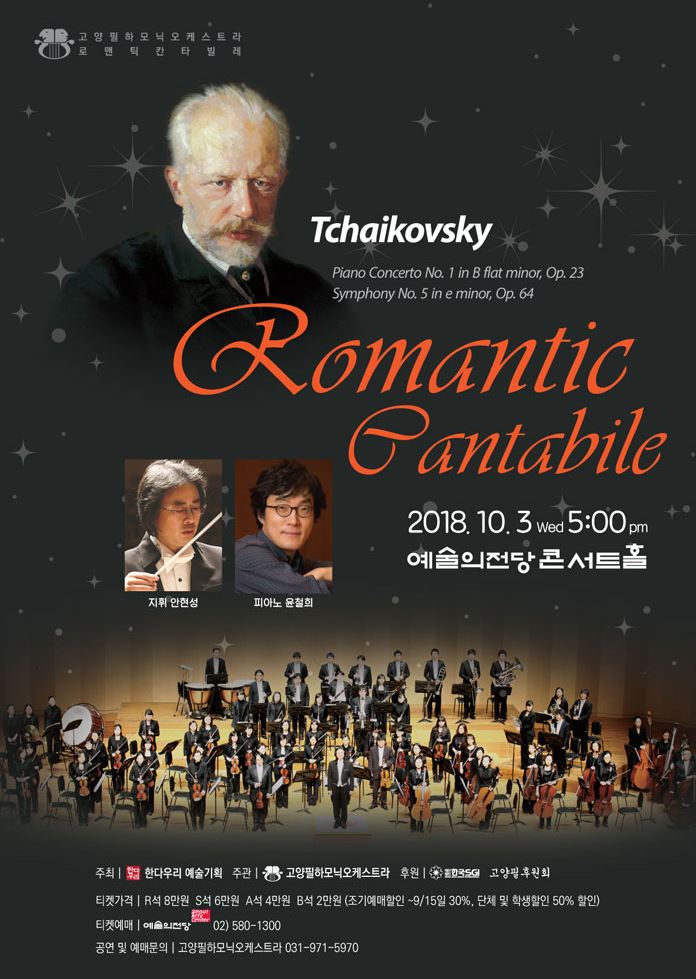 고양필하모닉오케스트라
로맨틱칸타빌레
Tchaikovsky
Piano Concerto No. 1 in B flat minor, Op. 23
Symphony No. 5 in e minor, Op. 64
Romantic
Cantabile
2018. 10. 3 Wed 5:00 pm
예술의전당 콘서트홀
지휘 안현성
피아노 윤철희
주최 | 한다우리 한다우리 예술기획 주관 | 고양필하모닉오케스트라 후원 | 고양필후원회
티켓가격 | R석 8만원 S석 6만원 A석 4만원 B석 2만원 (조기예매할인 ~9/15일 30%, 단체 및 학생할인 50% 할인)
티켓예매 | 예술의전당 Seoul Arts Center 02) 580-1300
공연 및 예매문의 | 고양필하모닉오케스트라 031-971-5970